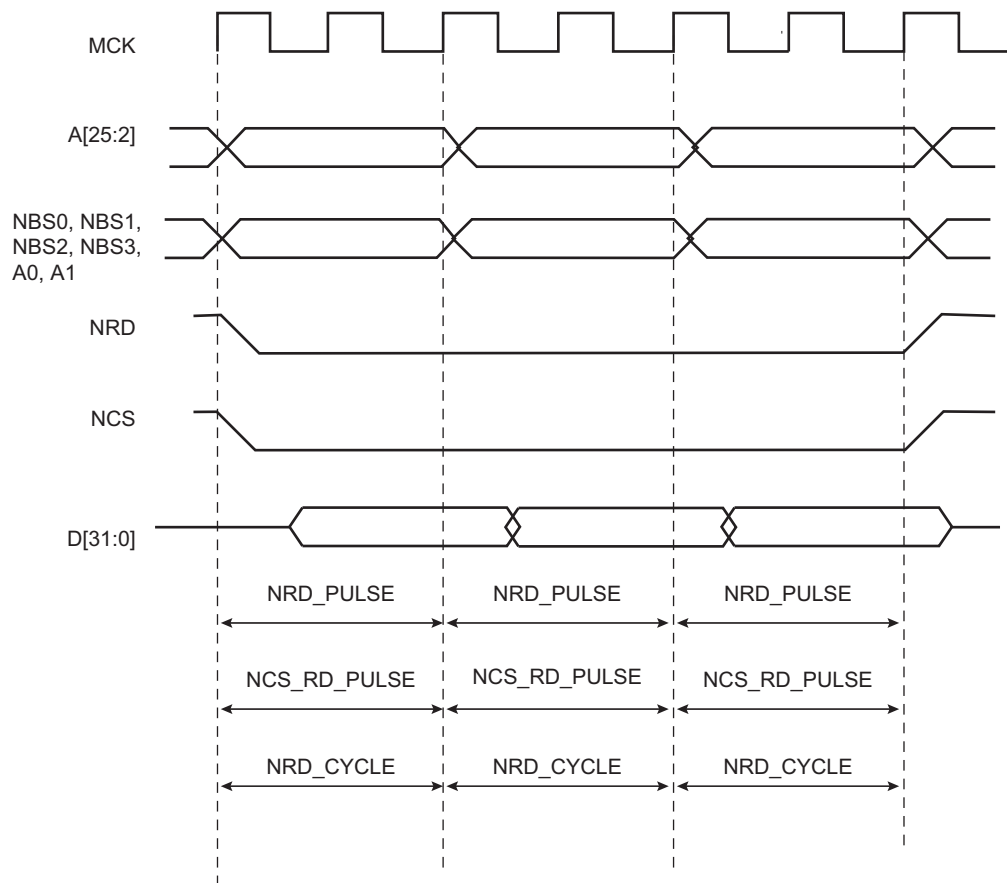 MCK
A[25:2]
NBS0, NBS1,
NBS2, NBS3,
A0, A1
NRD
NCS
D[31:0]
NRD_PULSE NRD_PULSE NRD_PULSE
NCS_RD_PULSE NCS_RD_PULSE NCS_RD_PULSE
NRD_CYCLE NRD_CYCLE NRD_CYCLE